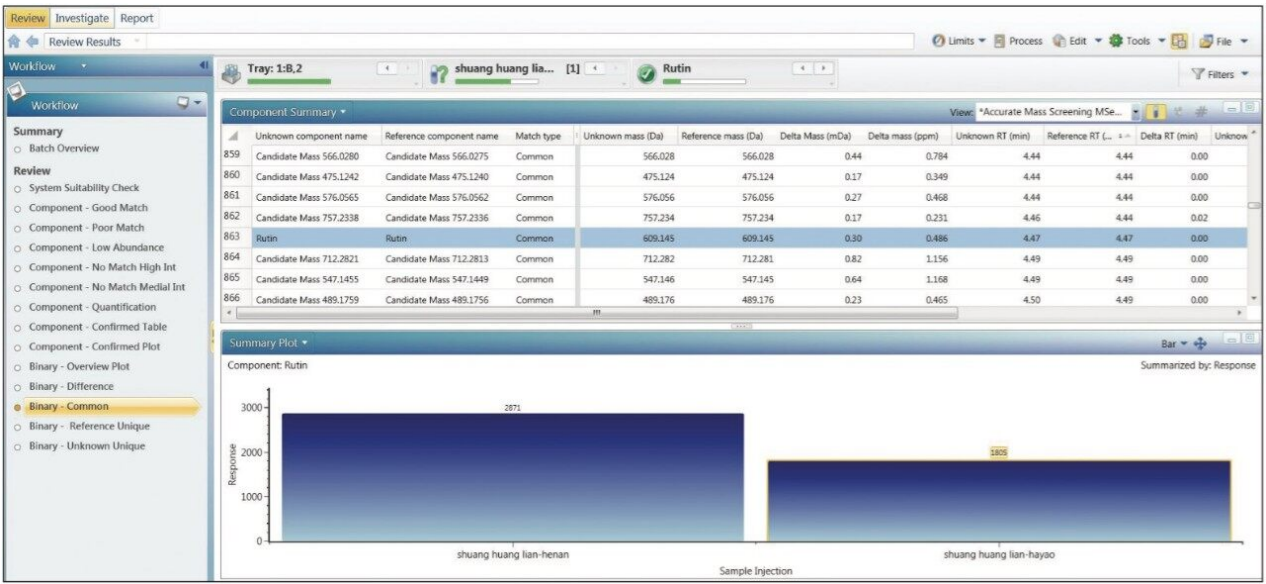 Review Investigate Report
Review Results Limits Process Edit Tools File
Workflow Tray: 1:B,2 shuang huang lia... [1] Rutin Filters
Workflow
Component Summary View: *Accurate Mass Screening MSe...
Summary
Batch Overview
Review
System Suitability Check
Component - Good Match
Component - Poor Match
Component - Low Abundance
Component - No Match High Int
Component - No Match Medial Int
Component - Quantification
Component - Confirmed Table
Component - Confirmed Plot
Binary - Overview Plot
Binary - Difference
Binary - Common
Binary - Reference Unique
Binary - Unknown Unique
Unknown component name Reference component name Match type Unknown mass (Da) Reference mass (Da) Delta Mass (mDa) Delta mass (ppm) Unknown RT (min) Reference RT (... 1 Delta RT (min) Unknow
859 Candidate Mass 566.0280 Candidate Mass 566.0275 Common 566.028 566.028 0.44 0.784 4.44 4.44 0.00
860 Candidate Mass 475.1242 Candidate Mass 475.1240 Common 475.124 475.124 0.17 0.349 4.44 4.44 0.00
861 Candidate Mass 576.0565 Candidate Mass 576.0562 Common 576.056 576.056 0.27 0.468 4.44 4.44 0.00
862 Candidate Mass 757.2338 Candidate Mass 757.2336 Common 757.234 757.234 0.17 0.231 4.46 4.44 0.02
863 Rutin Rutin Common 609.145 609.145 0.30 0.486 4.47 4.47 0.00
864 Candidate Mass 712.2821 Candidate Mass 712.2813 Common 712.282 712.281 0.82 1.156 4.49 4.49 0.00
865 Candidate Mass 547.1455 Candidate Mass 547.1449 Common 547.146 547.145 0.64 1.168 4.49 4.49 0.00
866 Candidate Mass 489.1759 Candidate Mass 489.1756 Common 489.176 489.176 0.23 0.465 4.50 4.49 0.00
Summary Plot Bar
Component: Rutin Summarized by: Response
Response
3000
2000
1000
0
2871
1805
shuang huang lian-henan shuang huang lian-hayao
Sample Injection